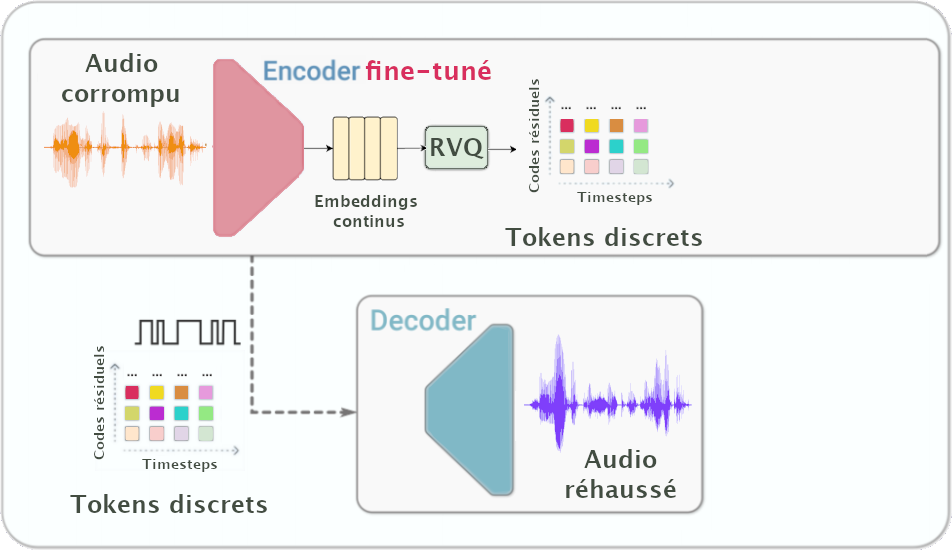 Audio
corrompu
Encoder fine-tuné
Embeddings
continus
RVQ
Codes résiduels
... ... ... ...
Timesteps
Tokens discrets
Codes résiduels
... ... ... ...
Timesteps
Tokens discrets
Decoder
Audio
réhaussé